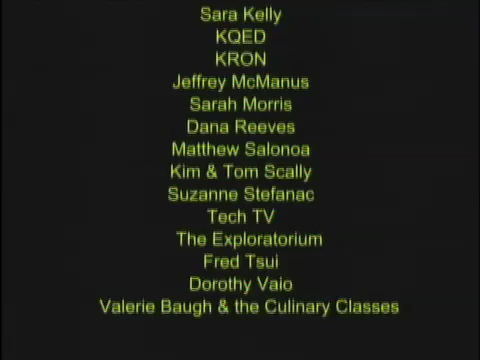 Sara Kelly
KQED
KRON
Jeffrey McManus
Sarah Morris
Dana Reeves
Matthew Salonoa
Kim & Tom Scally
Suzanne Stefanac
Tech TV
The Exploratorium
Fred Tsui
Dorothy Vaio
Valerie Baugh & the Culinary Classes